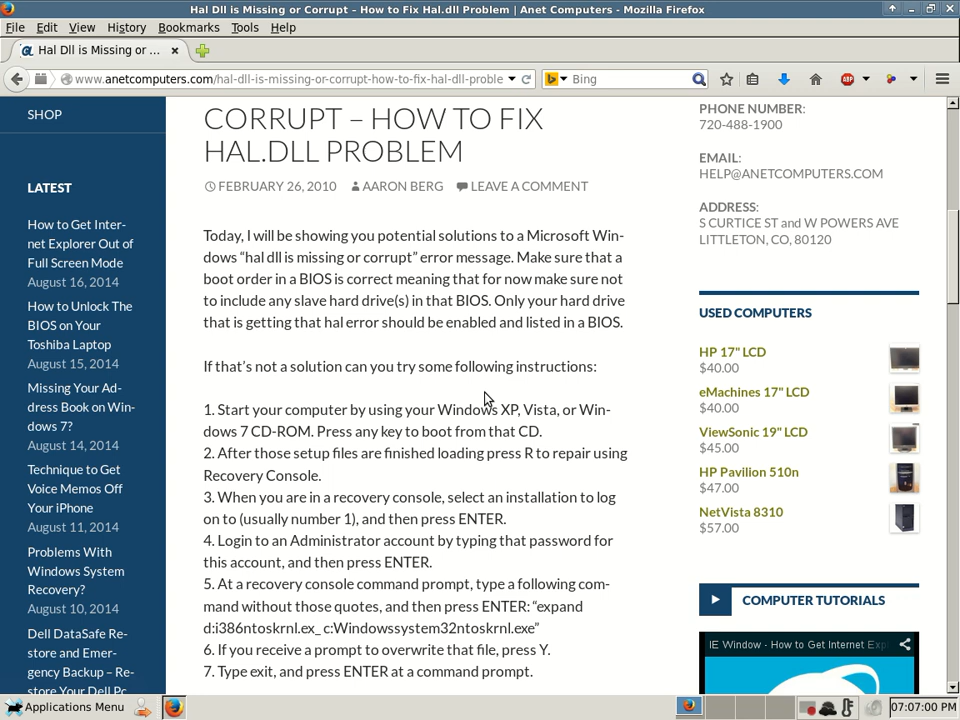 Hal Dll is Missing or Corrupt – How to Fix Hal.dll Problem | Anet Computers - Mozilla Firefox
File Edit View History Bookmarks Tools Help
Hal Dll is Missing or ...
www.anetcomputers.com/hal-dll-is-missing-or-corrupt-how-to-fix-hal-dll-proble
Bing
ABP
SHOP
LATEST
How to Get Inter-
net Explorer Out of
Full Screen Mode
August 16, 2014
How to Unlock The
BIOS on Your
Toshiba Laptop
August 15, 2014
Missing Your Ad-
dress Book on Win-
dows 7?
August 14, 2014
Technique to Get
Voice Memos Off
Your iPhone
August 11, 2014
Problems With
Windows System
Recovery?
August 10, 2014
Dell DataSafe Re-
store and Emer-
gency Backup – Re-
store Your Dell Pc
CORRUPT – HOW TO FIX
HAL.DLL PROBLEM
FEBRUARY 26, 2010 AARON BERG LEAVE A COMMENT
Today, I will be showing you potential solutions to a Microsoft Win-
dows “hal dll is missing or corrupt” error message. Make sure that a
boot order in a BIOS is correct meaning that for now make sure not
to include any slave hard drive(s) in that BIOS. Only your hard drive
that is getting that hal error should be enabled and listed in a BIOS.
If that’s not a solution can you try some following instructions:
1. Start your computer by using your Windows XP, Vista, or Win-
dows 7 CD-ROM. Press any key to boot from that CD.
2. After those setup files are finished loading press R to repair using
Recovery Console.
3. When you are in a recovery console, select an installation to log
on to (usually number 1), and then press ENTER.
4. Login to an Administrator account by typing that password for
this account, and then press ENTER.
5. At a recovery console command prompt, type a following com-
mand without those quotes, and then press ENTER: “expand
d:i386ntoskrnl.ex_ c:Windowssystem32ntoskrnl.exe”
6. If you receive a prompt to overwrite that file, press Y.
7. Type exit, and press ENTER at a command prompt.
PHONE NUMBER:
720-488-1900
EMAIL:
HELP@ANETCOMPUTERS.COM
ADDRESS:
S CURTICE ST and W POWERS AVE
LITTLETON, CO, 80120
USED COMPUTERS
HP 17" LCD
$40.00
eMachines 17" LCD
$40.00
ViewSonic 19" LCD
$45.00
HP Pavilion 510n
$47.00
NetVista 8310
$57.00
COMPUTER TUTORIALS
IE Window - How to Get Internet Exp
Applications Menu
07:07:00 PM